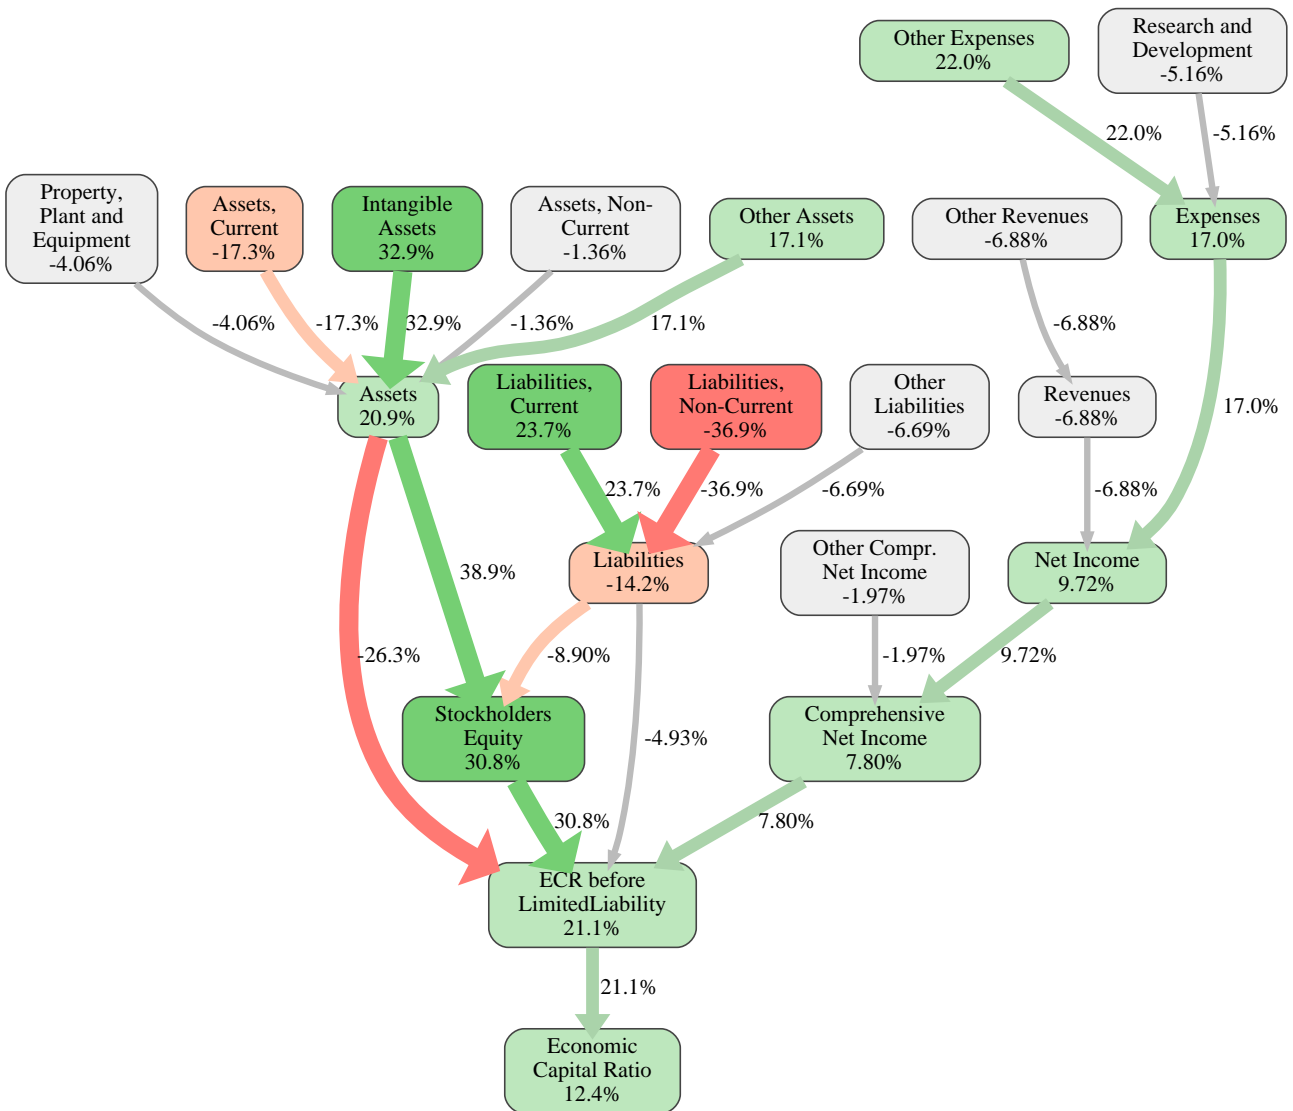 Other Expenses
22.0%
Research and
Development
-5.16%
22.0%
-5.16%
Property,
Plant and
Equipment
-4.06%
Assets,
Current
-17.3%
Intangible
Assets
32.9%
Assets, Non-
Current
-1.36%
Other Assets
17.1%
Other Revenues
-6.88%
Expenses
17.0%
-4.06%
-17.3%
32.9%
-1.36%
17.1%
-6.88%
17.0%
Assets
20.9%
Liabilities,
Current
23.7%
Liabilities,
Non-Current
-36.9%
Other
Liabilities
-6.69%
Revenues
-6.88%
23.7%
-36.9%
-6.69%
-6.88%
38.9%
Liabilities
-14.2%
Other Compr.
Net Income
-1.97%
Net Income
9.72%
-26.3%
-8.90%
-1.97%
9.72%
Stockholders
Equity
30.8%
-4.93%
Comprehensive
Net Income
7.80%
30.8%
7.80%
ECR before
LimitedLiability
21.1%
21.1%
Economic
Capital Ratio
12.4%